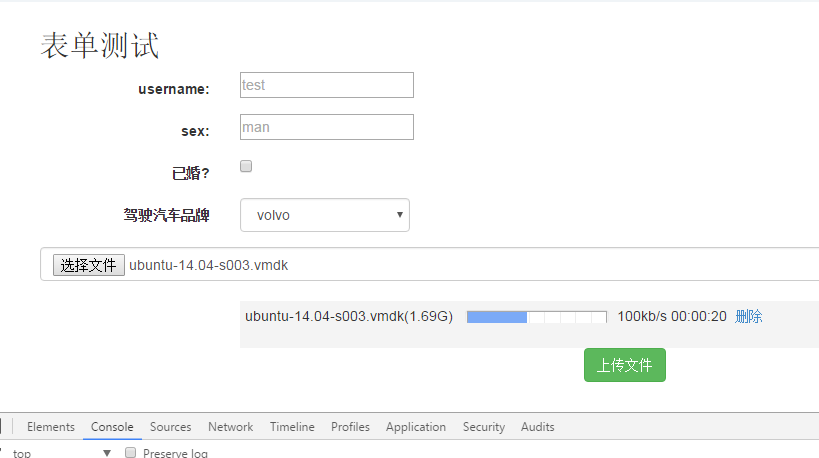 表单测试
username: test
sex: man
已婚?
驾驶汽车品牌 volvo
选择文件 ubuntu-14.04-s003.vmdk
ubuntu-14.04-s003.vmdk(1.69G) 100kb/s 00:00:20 删除
上传文件
Elements Console Sources Network Timeline Profiles Application Security Audits
top Preserve log